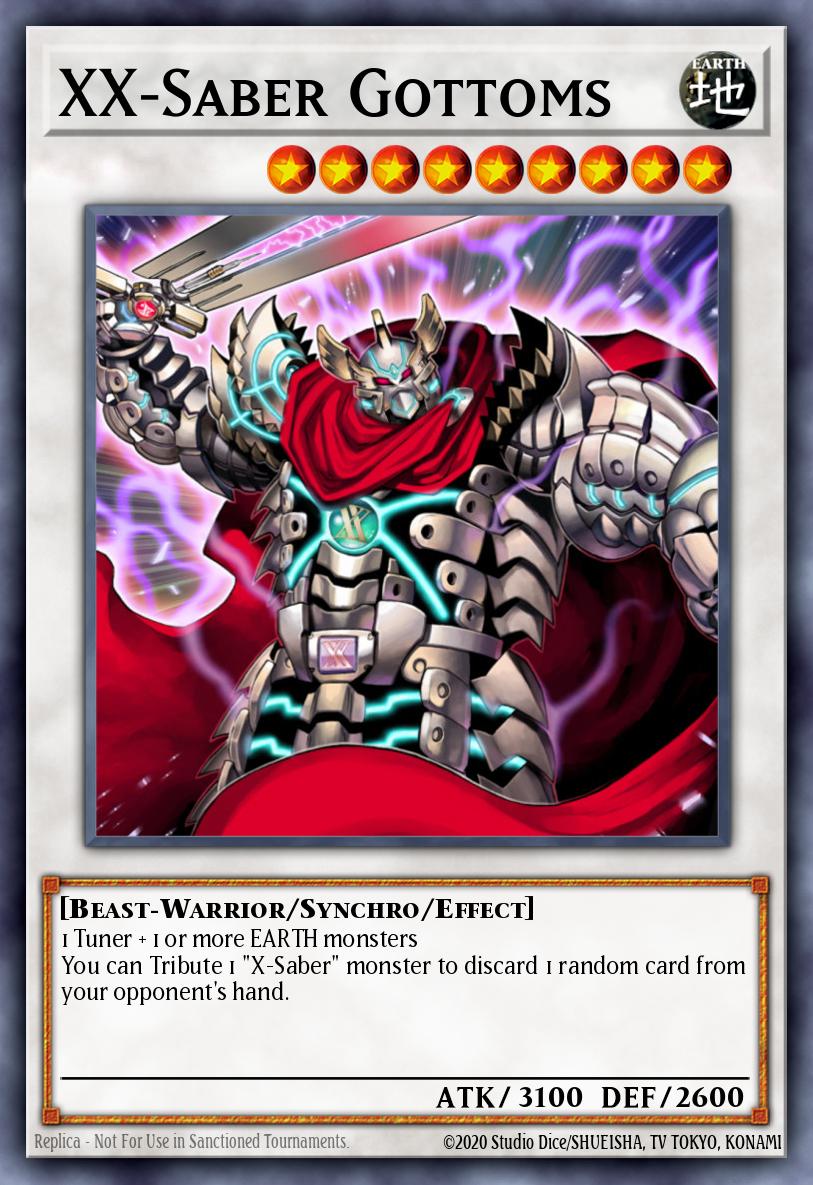 XX-Saber Gottoms
EARTH
地
XX
XX
[Beast-Warrior/Synchro/Effect]
1 Tuner + 1 or more EARTH monsters
You can Tribute 1 "X-Saber" monster to discard 1 random card from
your opponent's hand.
ATK/ 3100 DEF/2600
Replica - Not For Use in Sanctioned Tournaments.
©2020 Studio Dice/SHUEISHA, TV TOKYO, KONAMI